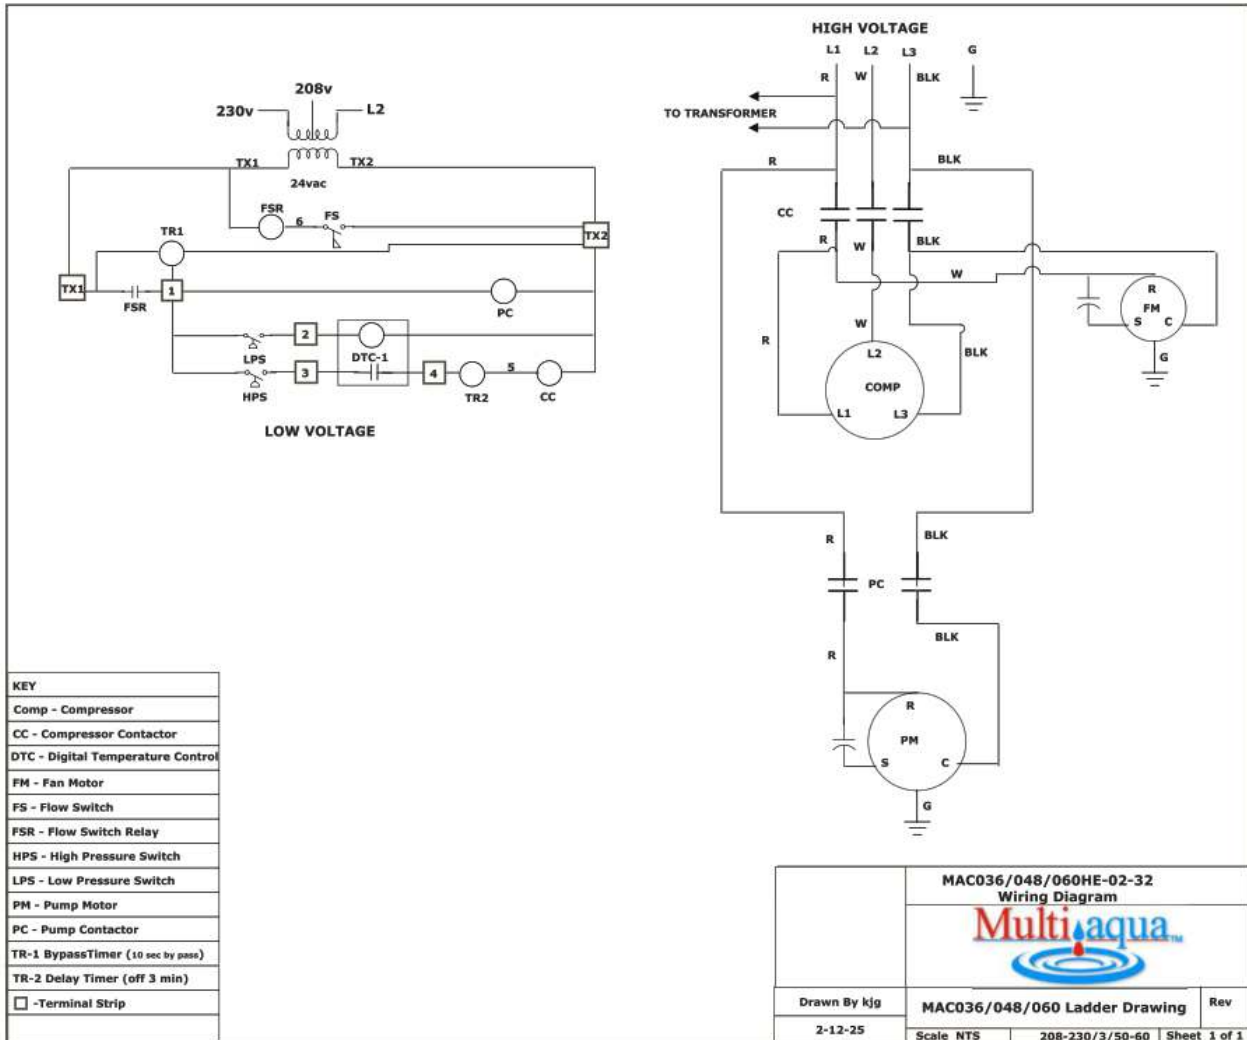 HIGH VOLTAGE
L1 L2 L3 G
R W BLK
TO TRANSFORMER
208v
230v L2
TX1 TX2
24vac
FSR 6 FS
TR1 TX2
TX1 FSR 1 PC
LPS 2 DTC-1
HPS 3 4 TR2 5 CC
LOW VOLTAGE
R BLK
CC
R W BLK
W
R
FM
S C
G
R W BLK
L2
COMP
L1 L3
R BLK
PC
R BLK
R
PM
S C
G
KEY
Comp - Compressor
CC - Compressor Contactor
DTC - Digital Temperature Control
FM - Fan Motor
FS - Flow Switch
FSR - Flow Switch Relay
HPS - High Pressure Switch
LPS - Low Pressure Switch
PM - Pump Motor
PC - Pump Contactor
TR-1 BypassTimer (10 sec by pass)
TR-2 Delay Timer (off 3 min)
-Terminal Strip
MAC036/048/060HE-02-32
Wiring Diagram
Multiaqua™
Drawn By kjg
MAC036/048/060 Ladder Drawing
Rev
2-12-25
Scale NTS
208-230/3/50-60
Sheet 1 of 1